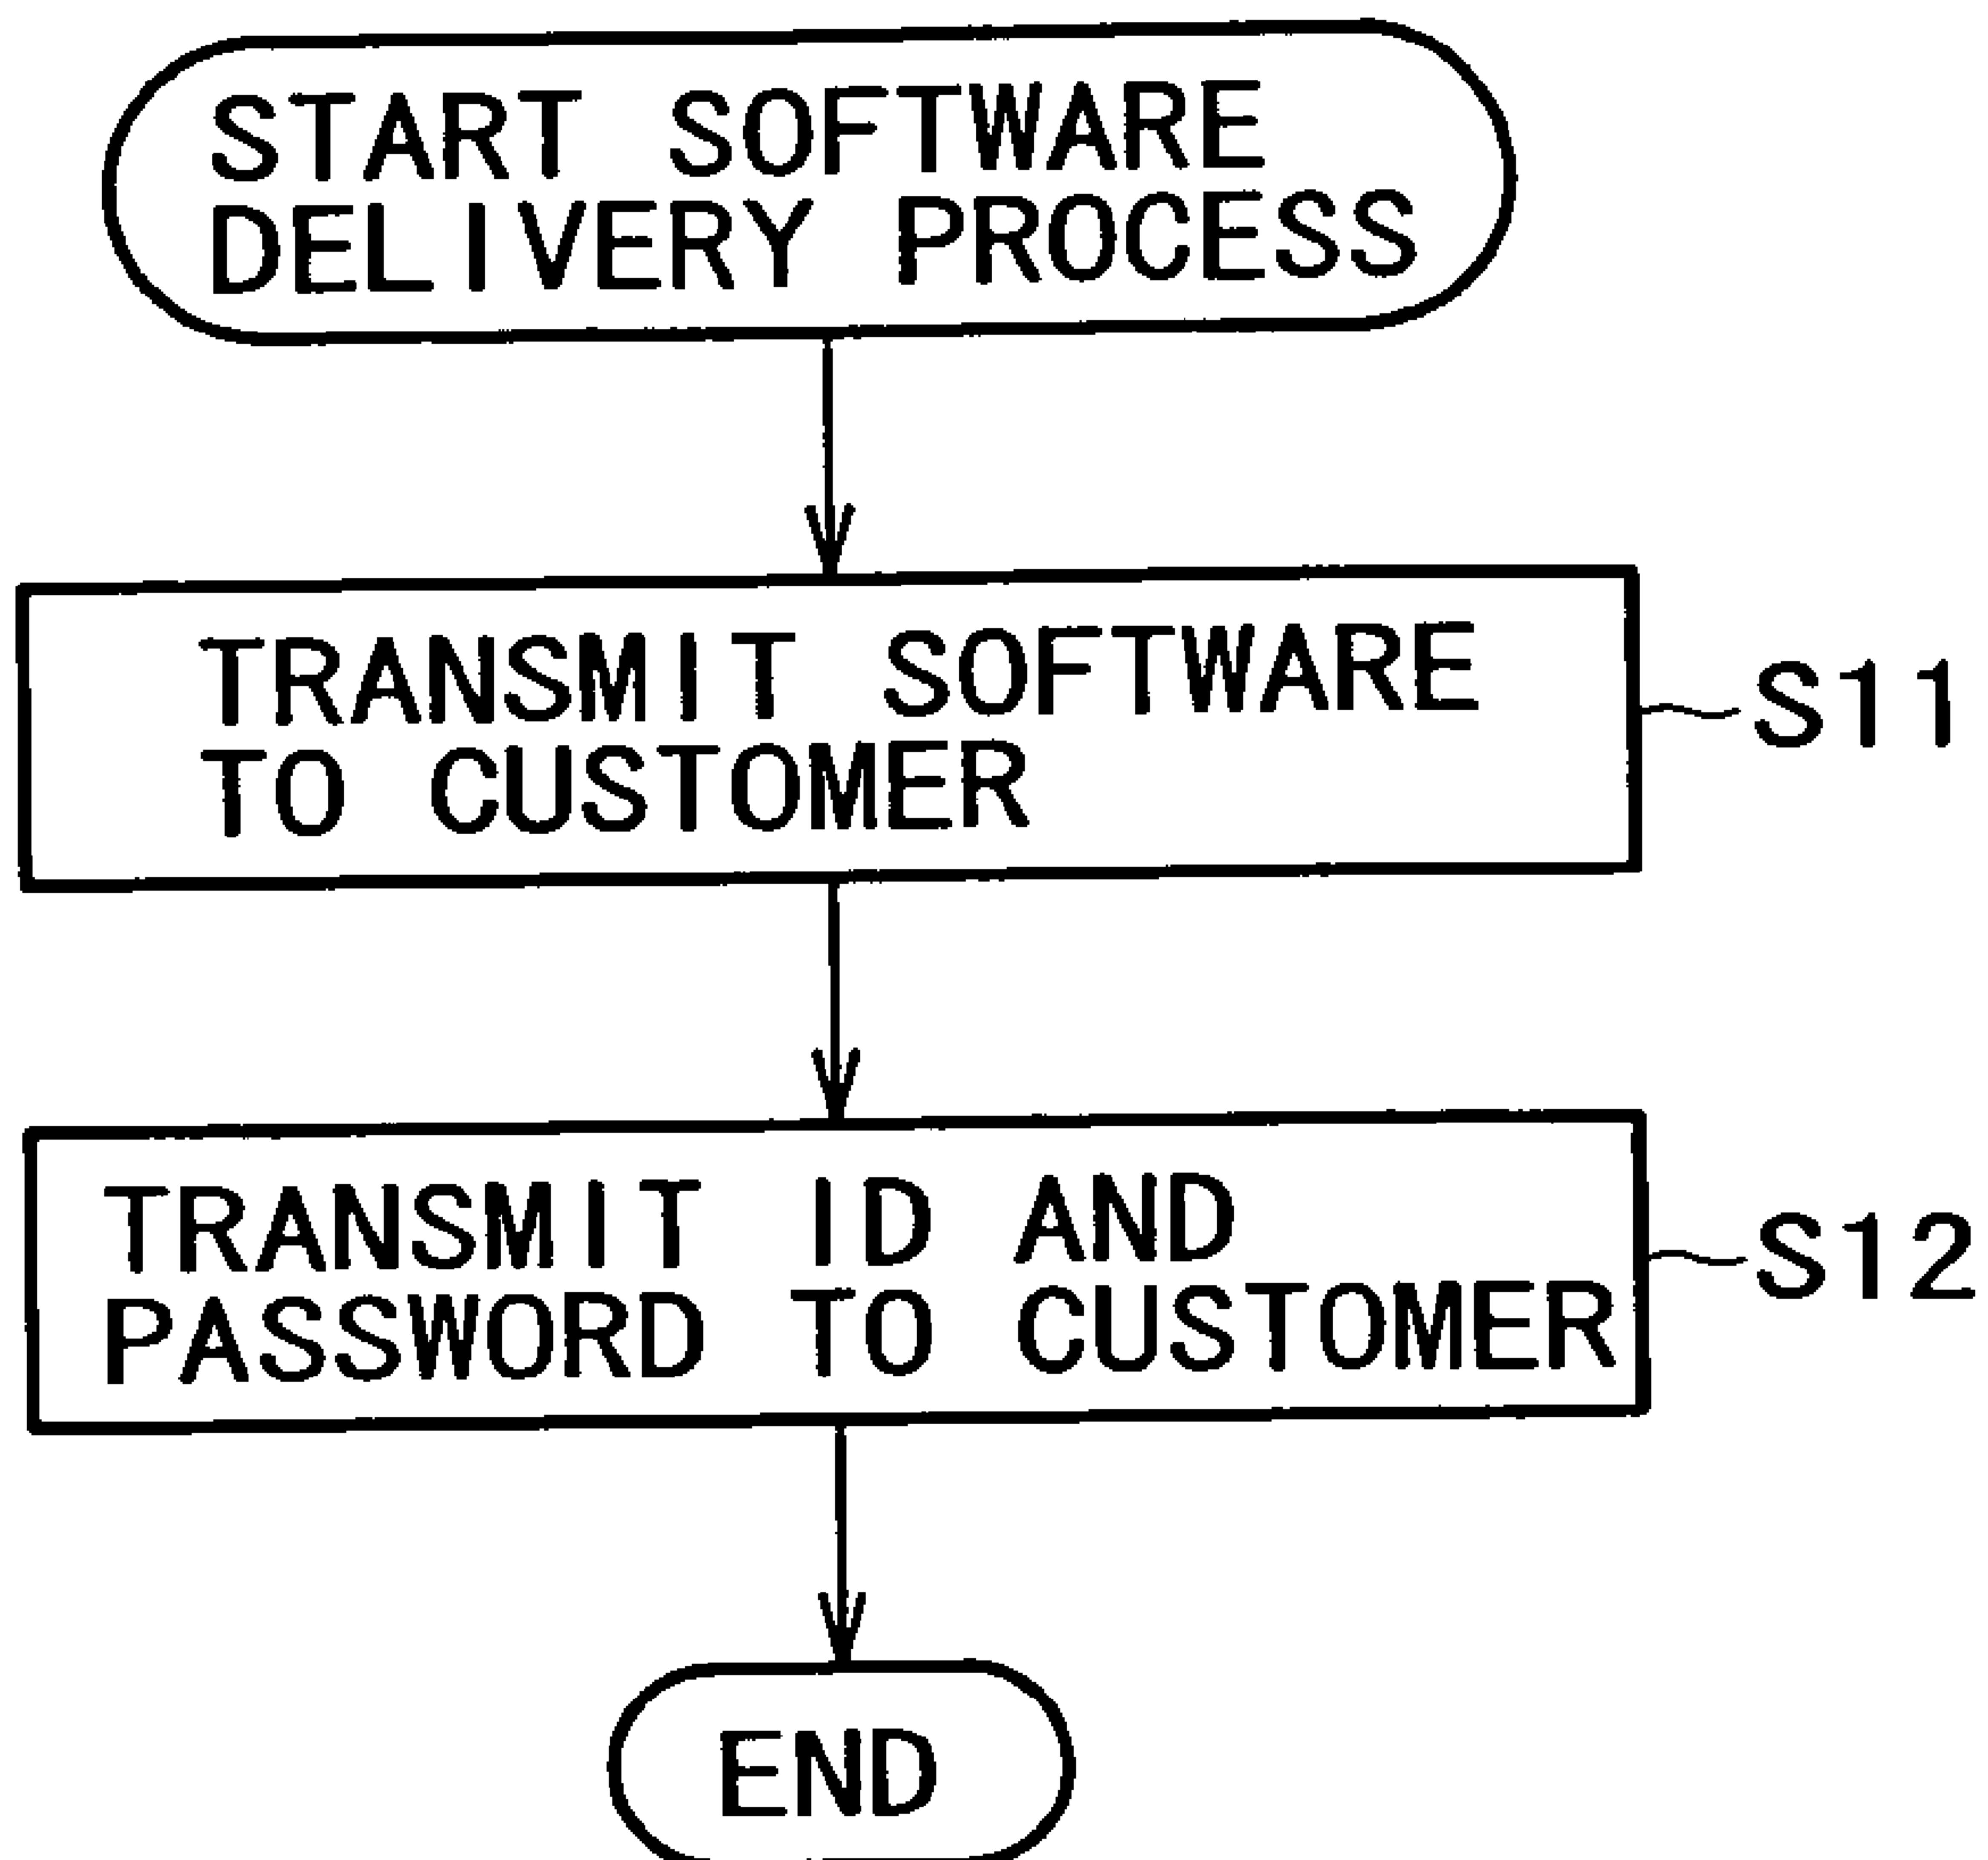 START SOFTWARE
DELIVERY PROCESS
TRANSMIT SOFTWARE
TO CUSTOMER
S11
TRANSMIT ID AND
PASSWORD TO CUSTOMER
S12
END